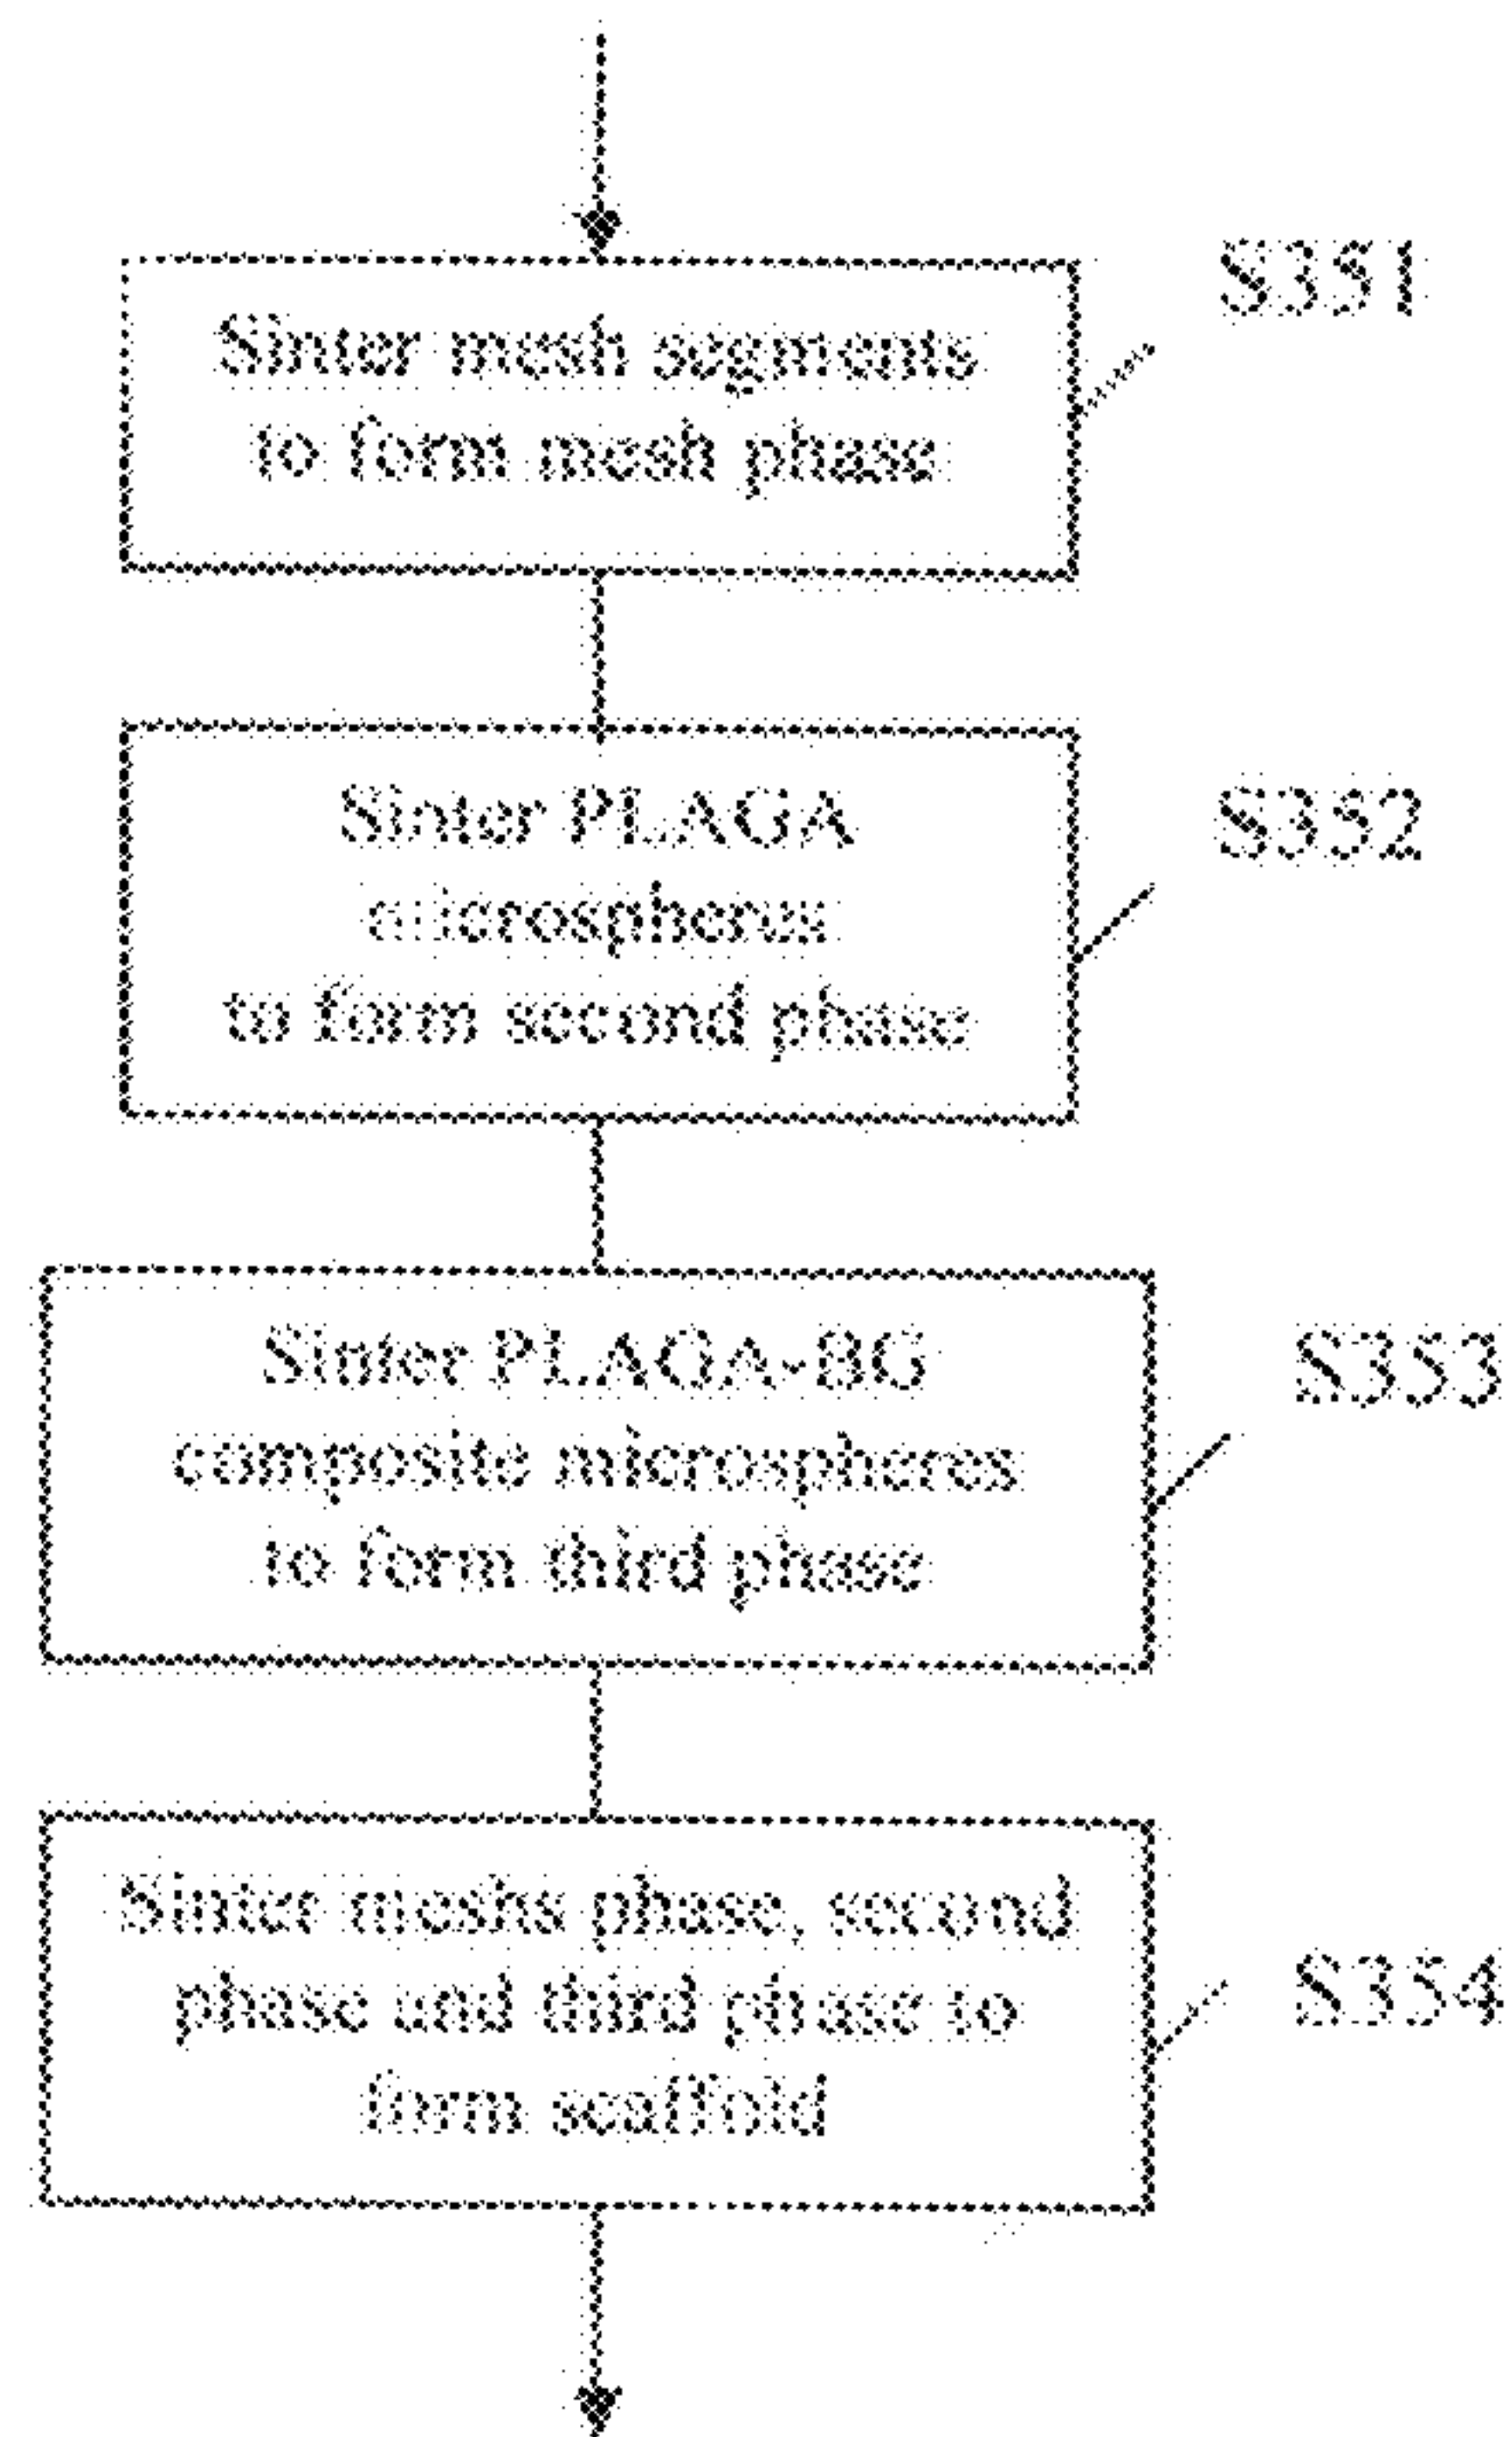 Sinter mesh segments
to form mesh phase
S351
Sinter PLAGA
microspheres
to form second phase
S352
Sinter PLAGA-BG
composite microspheres
to form third phase
S353
Sinter meshs phase, second
phase and third phase to
form scaffold
S354